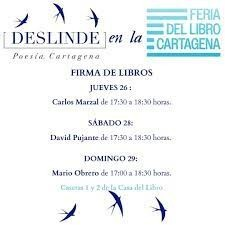 DESLINDE en la
Poesía Cartagena
FERIA
DEL LIBRO
CARTAGENA
FIRMA DE LIBROS
JUEVES 26 :
Carlos Marzal de 17:30 a 18:30 horas.
SÁBADO 28:
David Pujante de 17:30 a 18:30 horas.
DOMINGO 29:
Mario Obrero de 17:00 a 18:30 horas.
Casetas 1 y 2 de la Casa del Libro